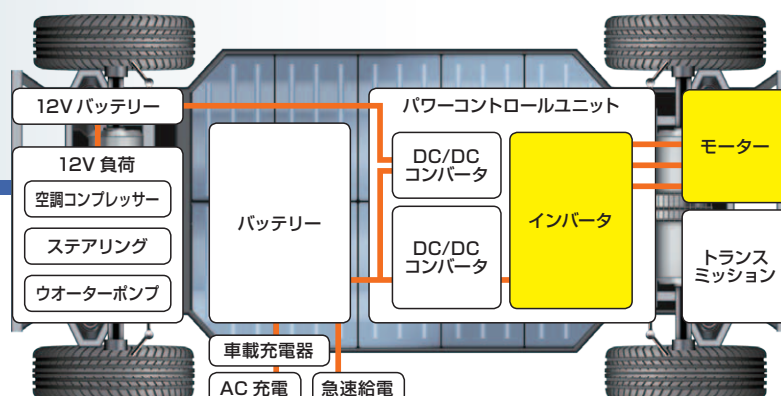 12Vバッテリー
12V 負荷
空調コンプレッサー
ステアリング
ウオーターポンプ
バッテリー
車載充電器
AC 充電
急速給電
パワーコントロールユニット
DC/DC
コンバータ
DC/DC
コンバータ
インバータ
モーター
トランス
ミッション